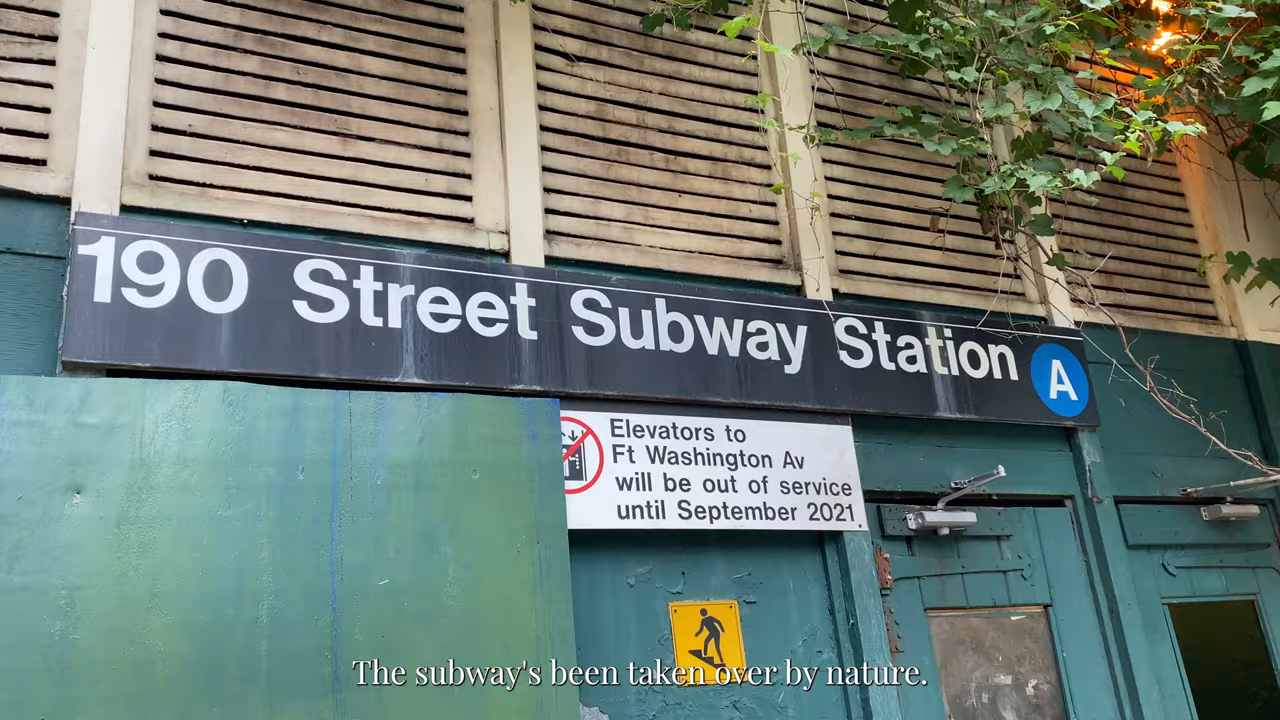 190 Street Subway Station A
Elevators to
Ft Washington Av
will be out of service
until September 2021
The subway's been taken over by nature.